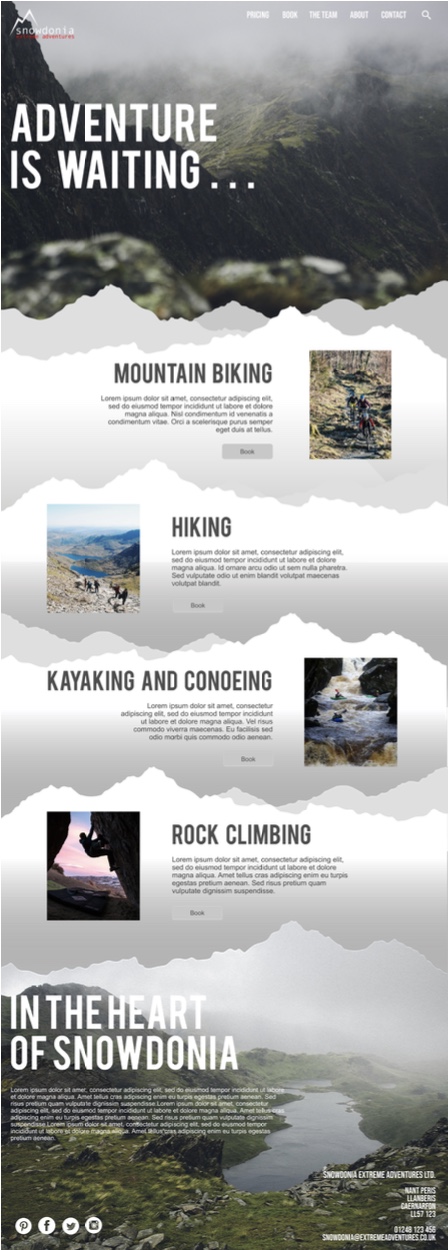 snowdonia
extreme adventures
PRICING BOOK THE TEAM ABOUT CONTACT
ADVENTURE
IS WAITING . . .
MOUNTAIN BIKING
Lorem ipsum dolor sit amet, consectetur adipiscing elit,
sed do eiusmod tempor incididunt ut labore et dolore
magna aliqua. Nisl condimentum id venenatis a
condimentum vitae. Orci a scelerisque purus semper
eget duis at tellus.
Book
HIKING
Lorem ipsum dolor sit amet, consectetur adipiscing elit,
sed do eiusmod tempor incididunt ut labore et dolore
magna aliqua. Id ornare arcu odio ut sem nulla pharetra.
Sed vulputate odio ut enim blandit volutpat maecenas
volutpat blandit.
Book
KAYAKING AND CONOEING
Lorem ipsum dolor sit amet, consectetur
adipiscing elit, sed do eiusmod tempor incididunt
ut labore et dolore magna aliqua. Vel risus
commodo viverra maecenas. Eu facilisis sed
odio morbi quis commodo odio aenean.
Book
ROCK CLIMBING
Lorem ipsum dolor sit amet, consectetur adipiscing elit,
sed do eiusmod tempor incididunt ut labore et dolore
magna aliqua. Amet tellus cras adipiscing enim eu turpis
egestas pretium aenean. Sed risus pretium quam
vulputate dignissim suspendisse.
Book
IN THE HEART
OF SNOWDONIA
Lorem ipsum dolor sit amet, consectetur adipiscing elit, sed do eiusmod tempor incididunt ut labore
et dolore magna aliqua. Amet tellus cras adipiscing enim eu turpis egestas pretium aenean. Sed
risus pretium quam vulputate dignissim suspendisse.Lorem ipsum dolor sit amet, consectetur
adipiscing elit, sed do eiusmod tempor incididunt ut labore et dolore magna aliqua. Amet tellus cras
adipiscing enim eu turpis egestas pretium aenean. Sed risus pretium quam vulputate dignissim
suspendisse Lorem ipsum dolor sit amet, consectetur adipiscing elit, sed do eiusmod tempor
incididunt ut labore et dolore magna aliqua. Amet tellus cras adipiscing enim eu turpis egestas
pretium aenean.
SNOWDONIA EXTREME ADVENTURES LTD.
NANT PERIS
LLANBERIS
CAERNARFON
LL57 123
01248 123 456
SNOWDONIA@EXTREMEADVENTURES.CO.UK